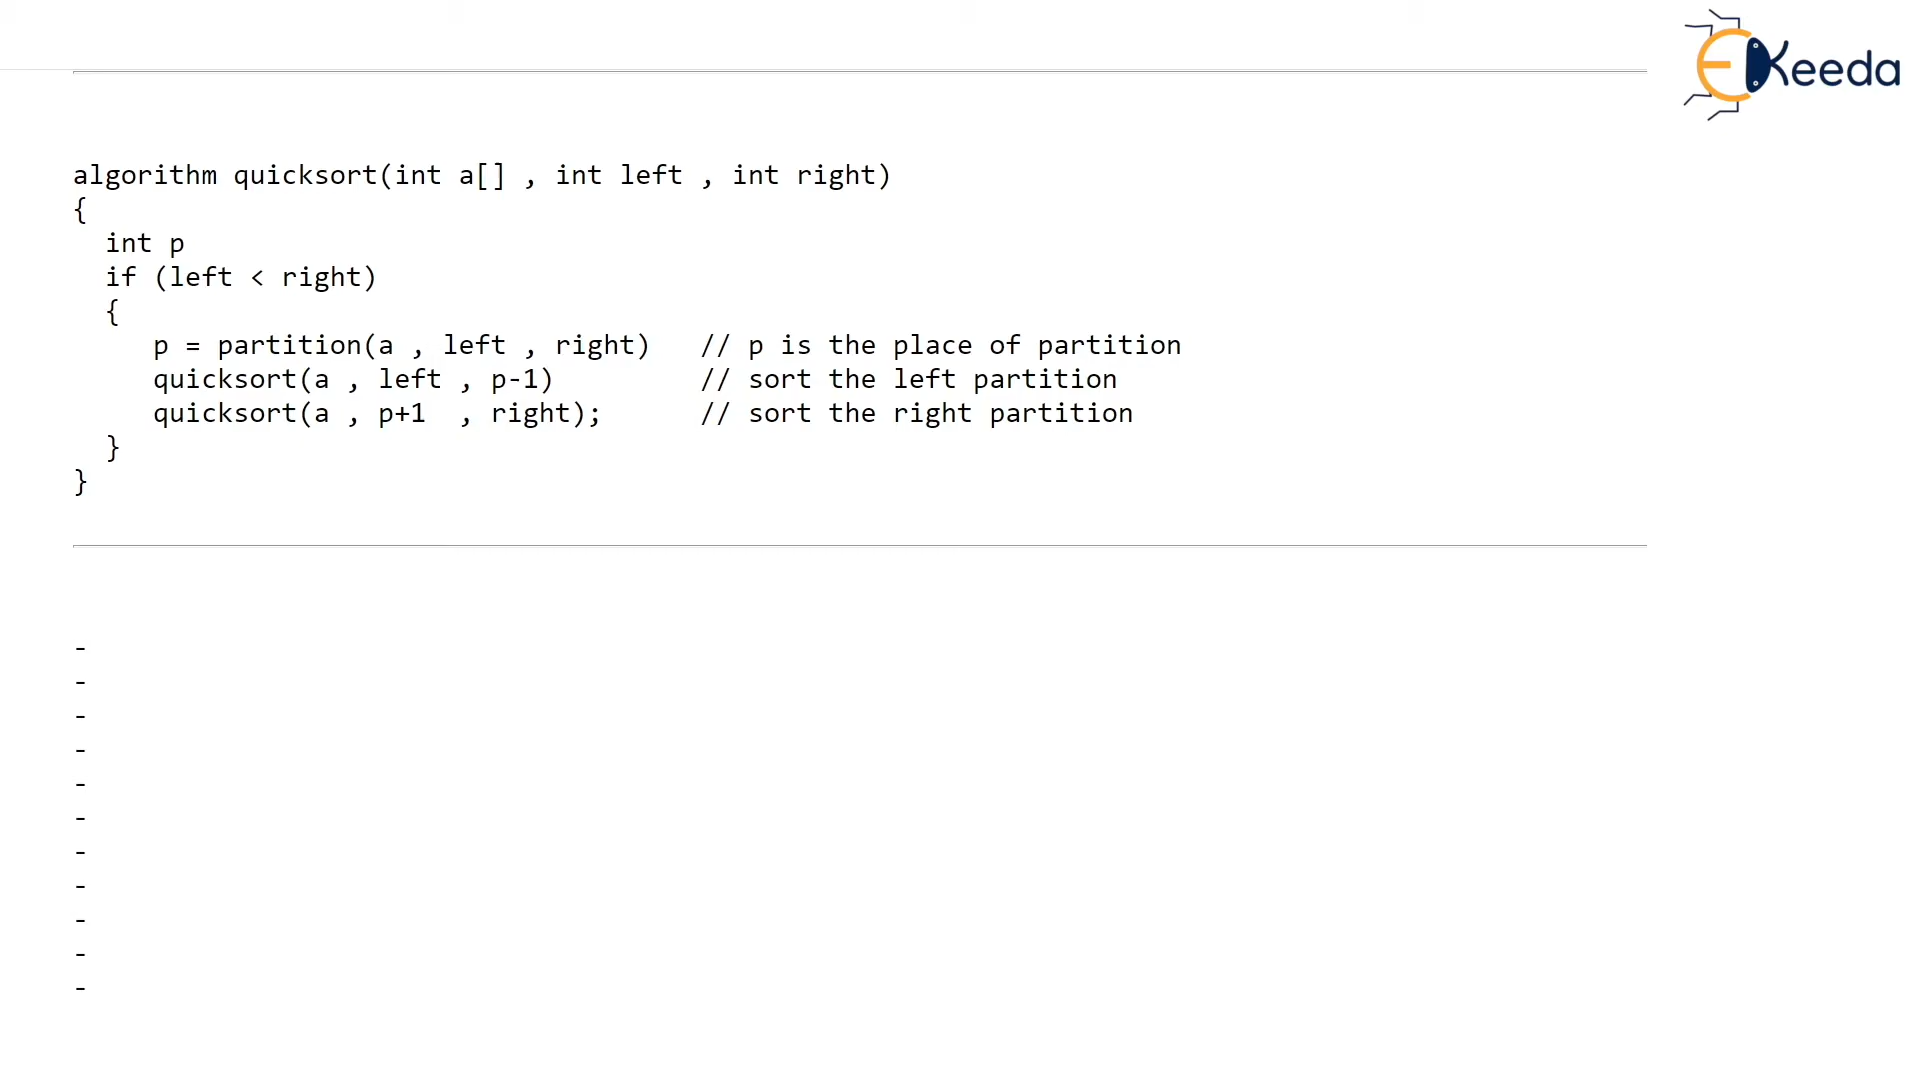 EKeeda
algorithm quicksort(int a[] , int left , int right)
{
  int p
  if (left < right)
  {
     p = partition(a , left , right)   // p is the place of partition
     quicksort(a , left , p-1)         // sort the left partition
     quicksort(a , p+1  , right);      // sort the right partition
  }
}
-
-
-
-
-
-
-
-
-
-
-